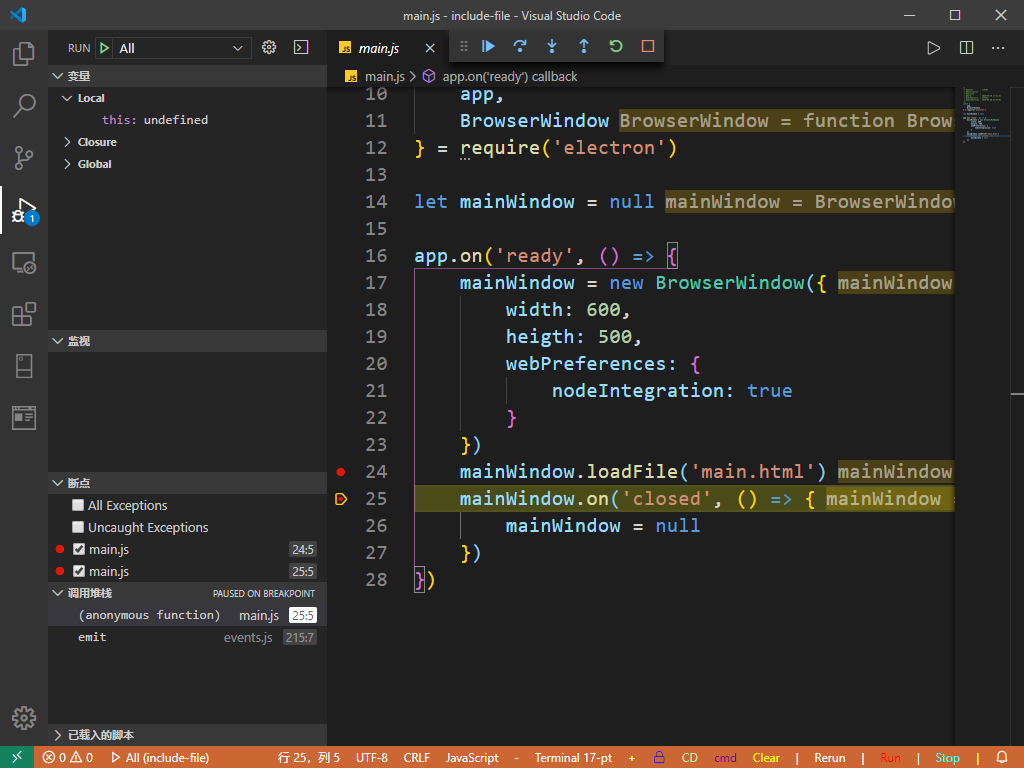 main.js - include-file - Visual Studio Code
RUN All
JS main.js
JS main.js > app.on('ready') callback
变量
Local
this: undefined
Closure
Global
监视
断点
All Exceptions
Uncaught Exceptions
main.js 24:5
main.js 25:5
调用堆栈 PAUSED ON BREAKPOINT
(anonymous function) main.js 25:5
emit events.js 215:7
已载入的脚本
1
10 app,
11 BrowserWindow BrowserWindow = function Brow
12 } = require('electron')
13
14 let mainWindow = null mainWindow = BrowserWindow
15
16 app.on('ready', () => {
17 mainWindow = new BrowserWindow({ mainWindow
18 width: 600,
19 heigth: 500,
20 webPreferences: {
21 nodeIntegration: true
22 }
23 })
24 mainWindow.loadFile('main.html') mainWindow
25 mainWindow.on('closed', () => { mainWindow =
26 mainWindow = null
27 })
28 })
0 0 All (include-file) 行 25，列 5 UTF-8 CRLF JavaScript - Terminal 17-pt + CD cmd Clear | Rerun | Run | Stop |